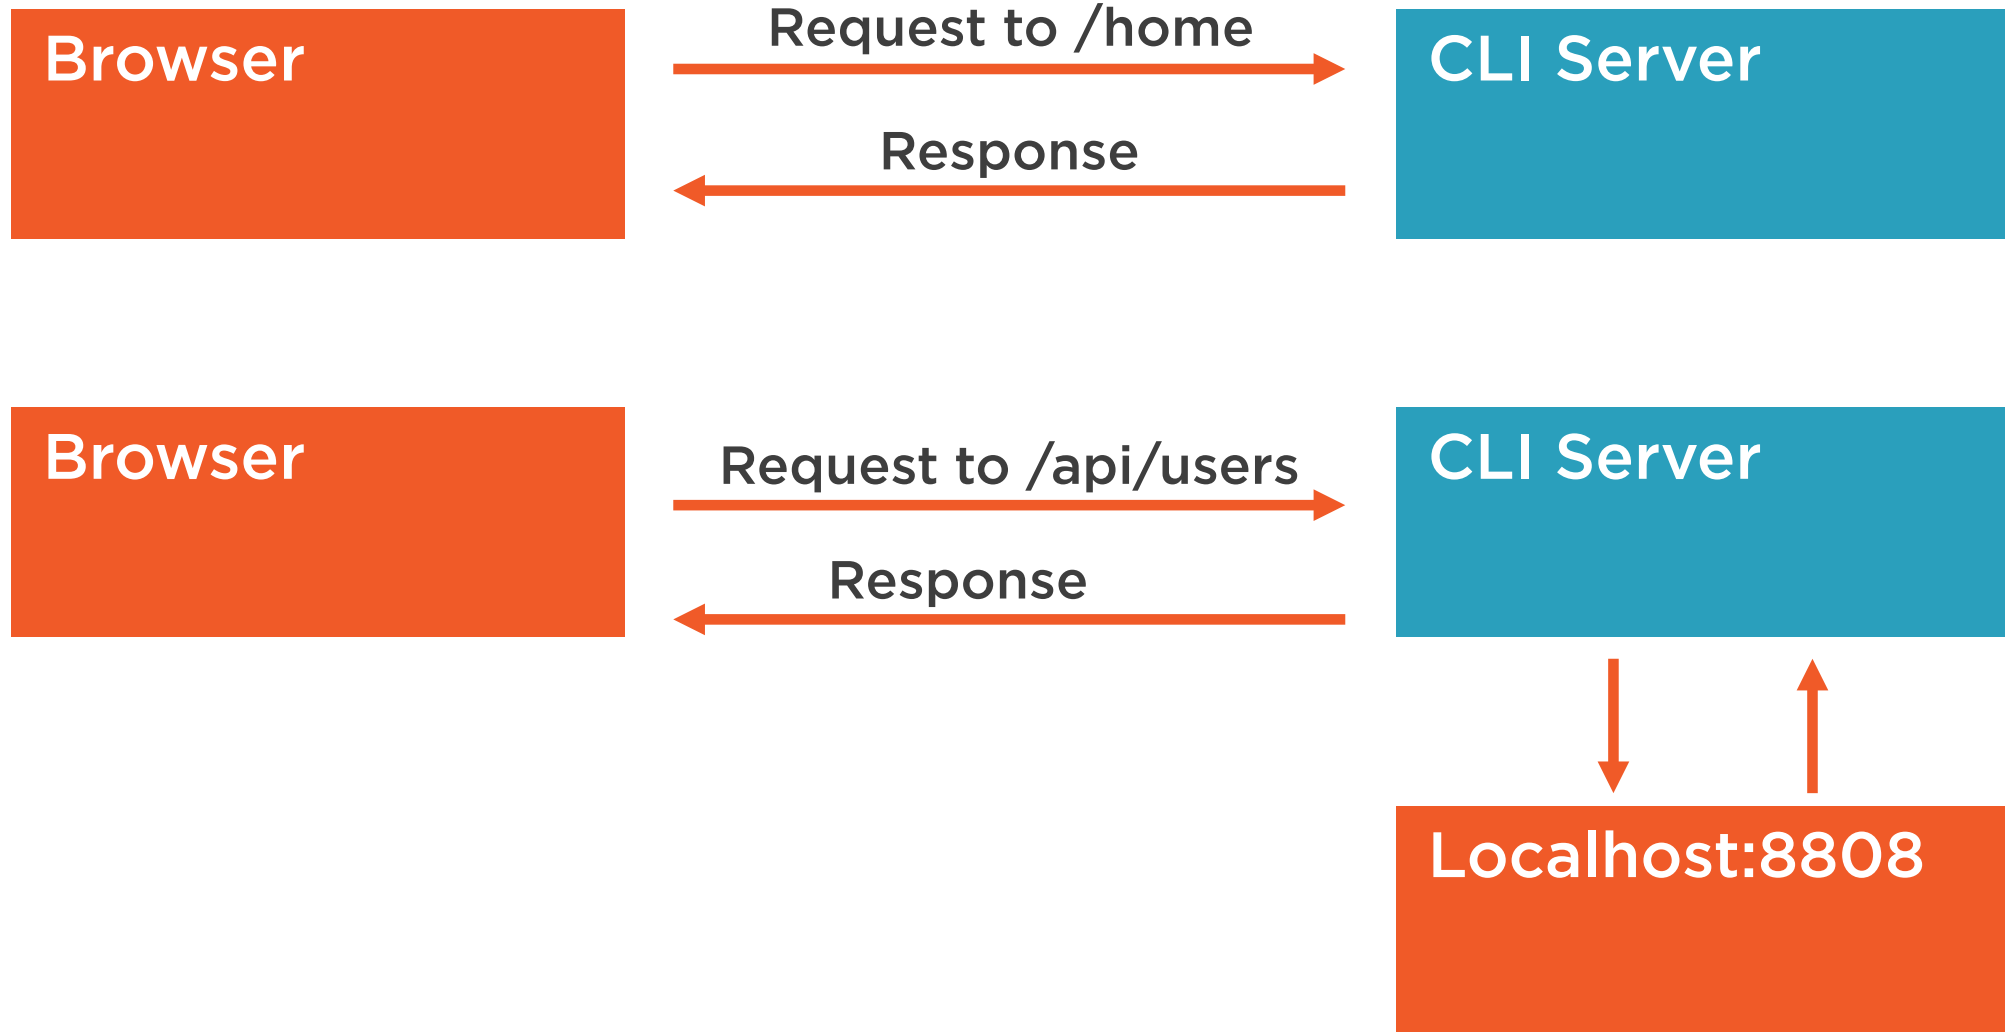 Browser
Request to /home
CLI Server
Response
Browser
Request to /api/users
CLI Server
Response
Localhost:8808